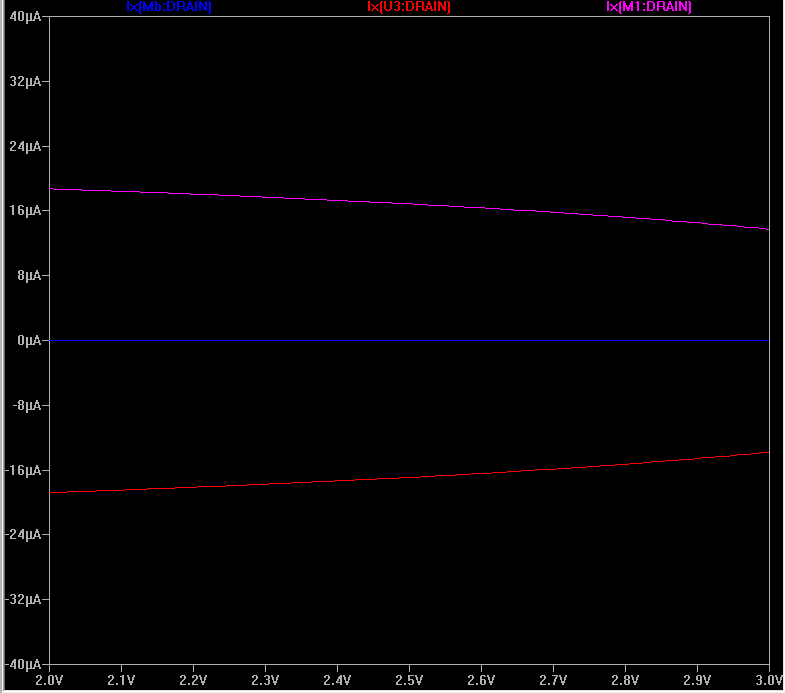 Ix(Mb:DRAIN) Ix(U3:DRAIN) Ix(M1:DRAIN)
40µA
32µA
24µA
16µA
8µA
0µA
-8µA
-16µA
-24µA
-32µA
-40µA
2.0V 2.1V 2.2V 2.3V 2.4V 2.5V 2.6V 2.7V 2.8V 2.9V 3.0V